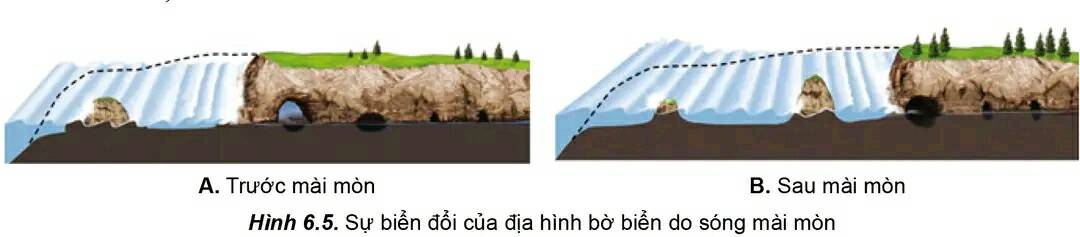 A. Trước mài mòn
B. Sau mài mòn
Hình 6.5. Sự biển đổi của địa hình bờ biển do sóng mài mòn